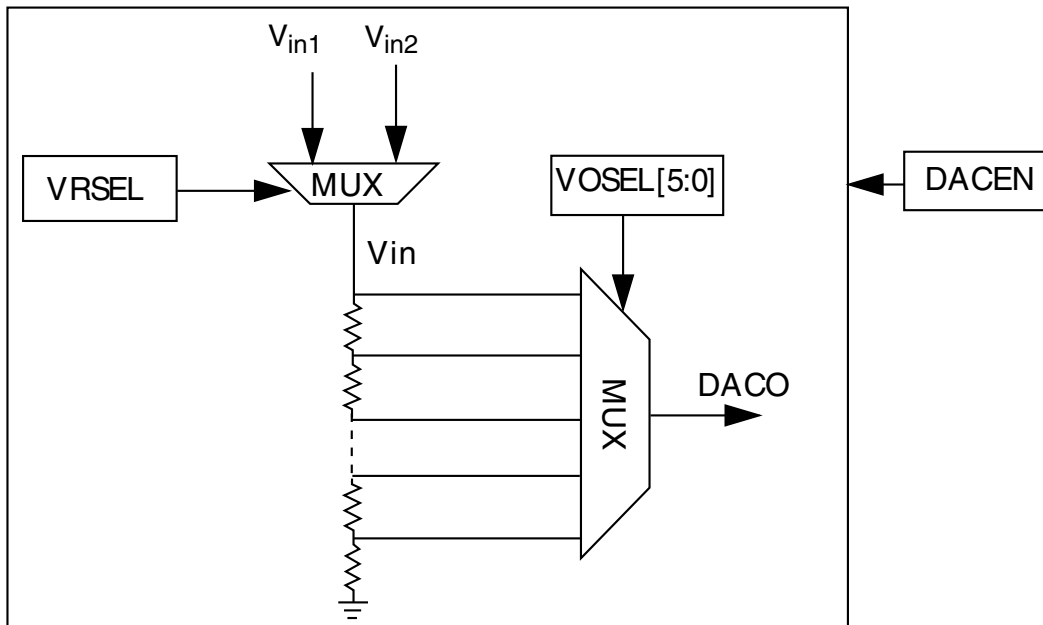 Vin1 Vin2
VRSEL
MUX
VOSEL[5:0]
DACEN
Vin
MUX
DACO